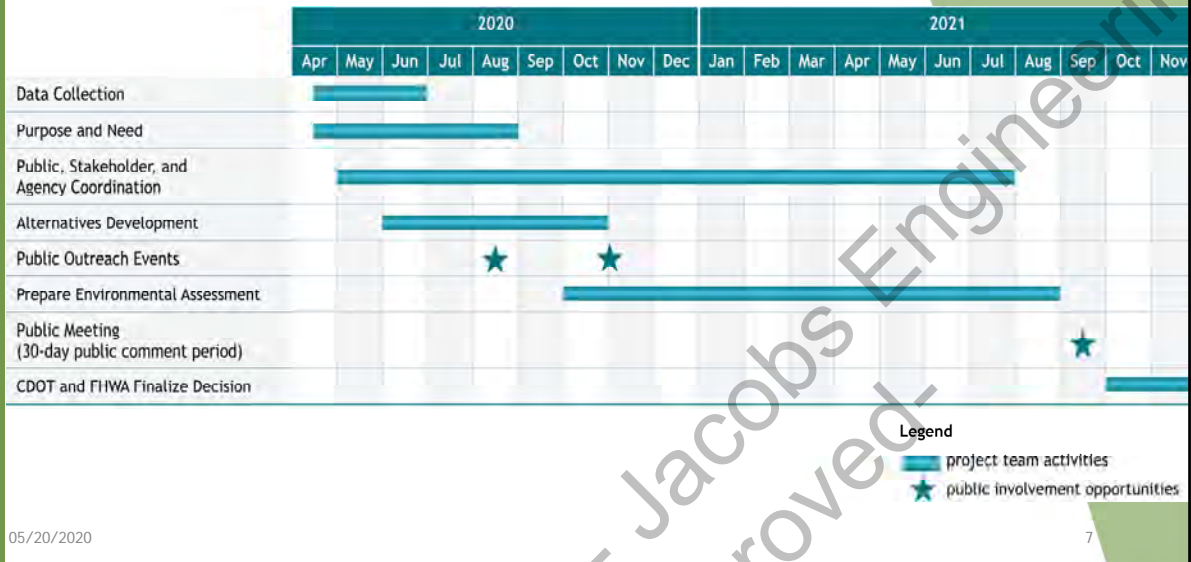 2020 2021
Apr May Jun Jul Aug Sep Oct Nov Dec Jan Feb Mar Apr May Jun Jul Aug Sep Oct Nov
Data Collection
Purpose and Need
Public, Stakeholder, and
Agency Coordination
Alternatives Development
Public Outreach Events
Prepare Environmental Assessment
Public Meeting
(30-day public comment period)
CDOT and FHWA Finalize Decision
Legend
project team activities
public involvement opportunities
05/20/2020 7
- Jacobs